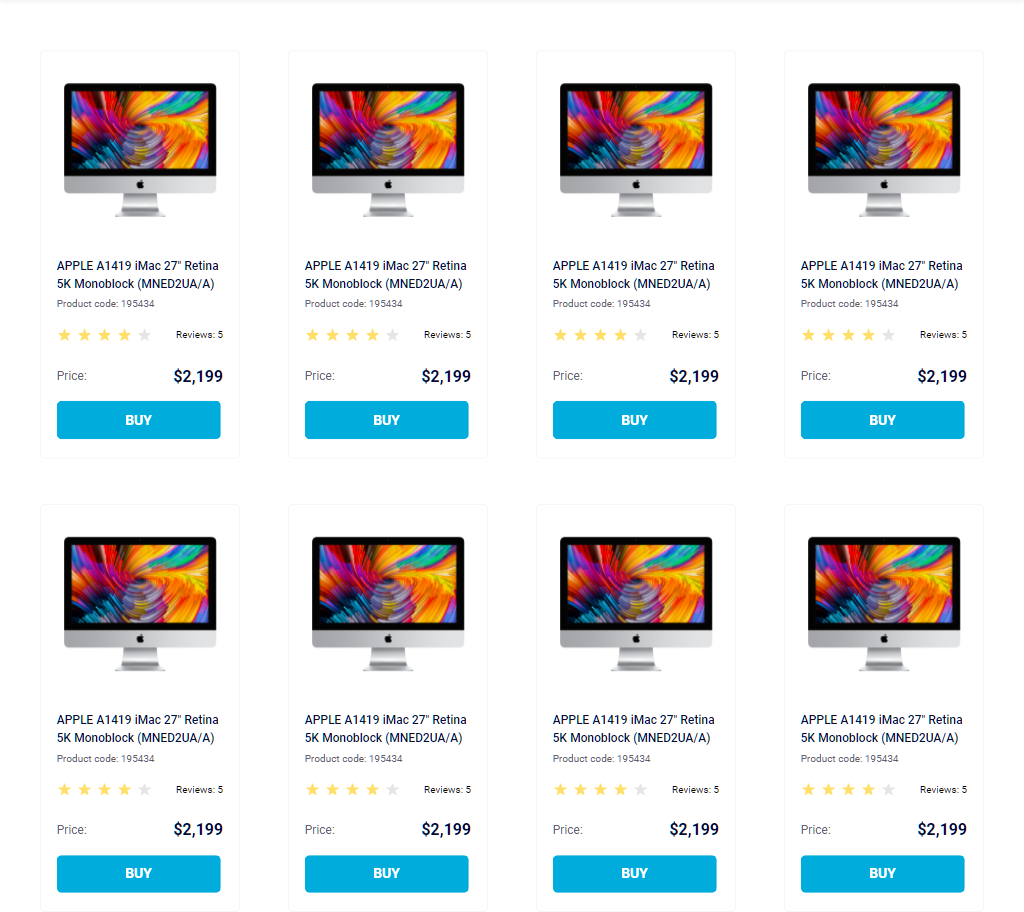 APPLE A1419 iMac 27" Retina
5K Monoblock (MNED2UA/A)
Product code: 195434
Reviews: 5
Price: $2,199
BUY
APPLE A1419 iMac 27" Retina
5K Monoblock (MNED2UA/A)
Product code: 195434
Reviews: 5
Price: $2,199
BUY
APPLE A1419 iMac 27" Retina
5K Monoblock (MNED2UA/A)
Product code: 195434
Reviews: 5
Price: $2,199
BUY
APPLE A1419 iMac 27" Retina
5K Monoblock (MNED2UA/A)
Product code: 195434
Reviews: 5
Price: $2,199
BUY
APPLE A1419 iMac 27" Retina
5K Monoblock (MNED2UA/A)
Product code: 195434
Reviews: 5
Price: $2,199
BUY
APPLE A1419 iMac 27" Retina
5K Monoblock (MNED2UA/A)
Product code: 195434
Reviews: 5
Price: $2,199
BUY
APPLE A1419 iMac 27" Retina
5K Monoblock (MNED2UA/A)
Product code: 195434
Reviews: 5
Price: $2,199
BUY
APPLE A1419 iMac 27" Retina
5K Monoblock (MNED2UA/A)
Product code: 195434
Reviews: 5
Price: $2,199
BUY